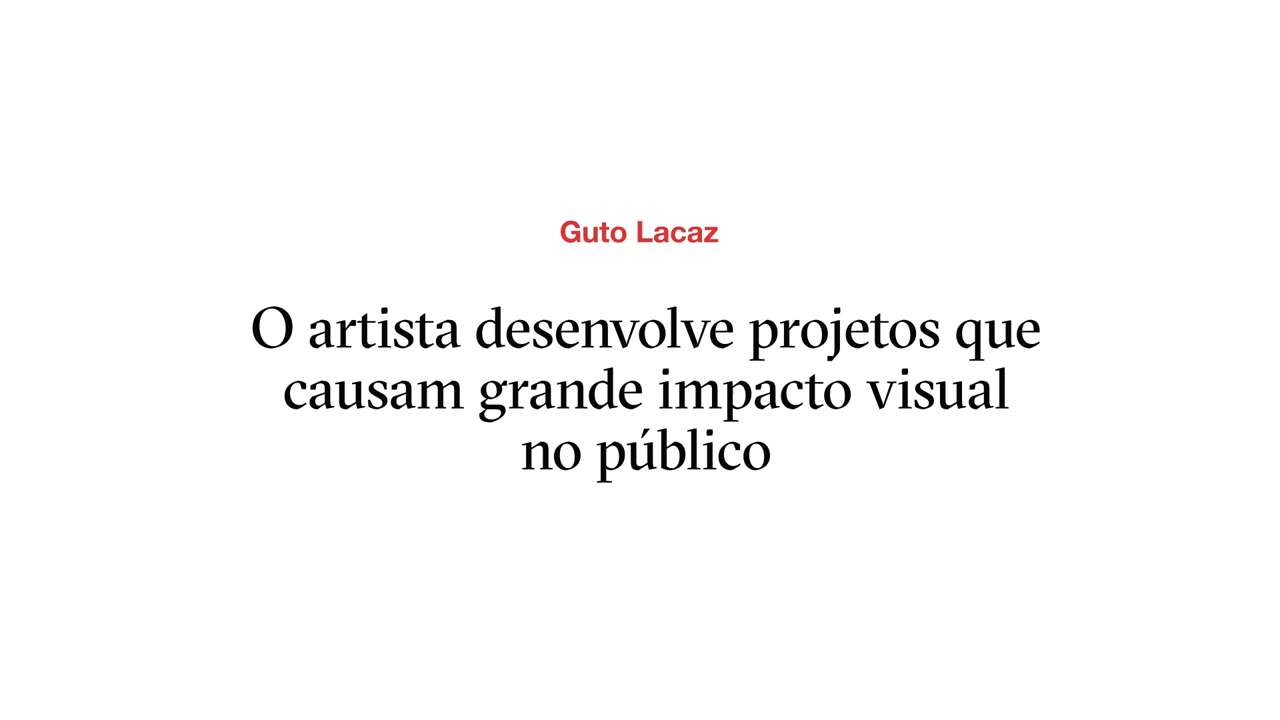 Guto Lacaz
O artista desenvolve projetos que
causam grande impacto visual
no público